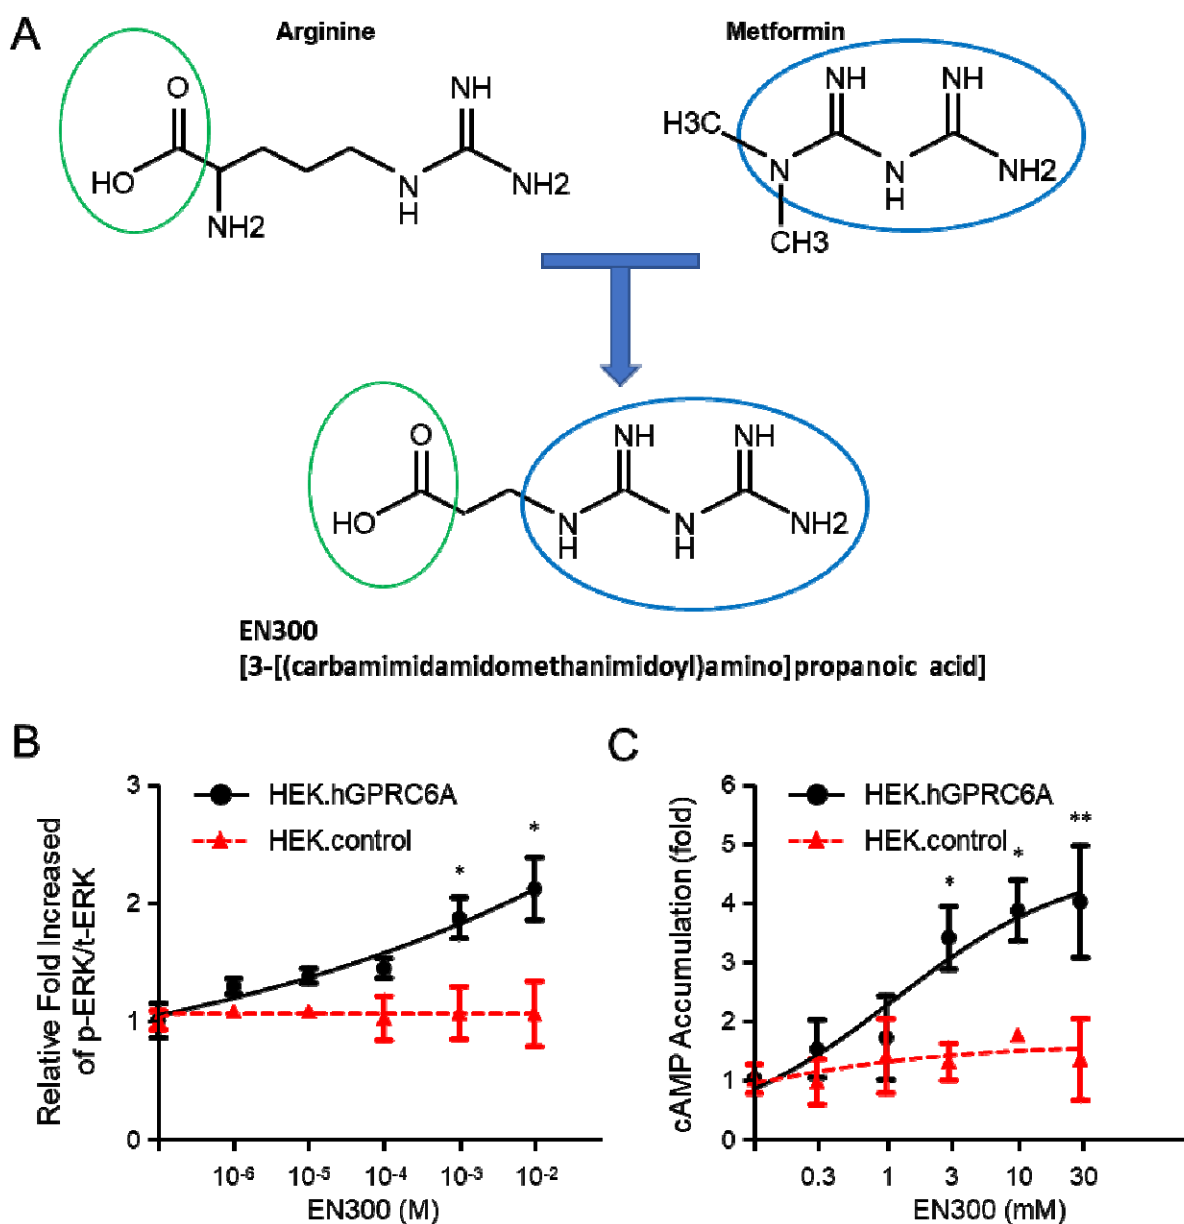 A
Arginine
Metformin
O
HO
NH2
N
H
NH
NH2
H3C
N
CH3
NH
N
H
NH
NH2
O
HO
N
H
NH
N
H
NH
NH2
EN300
[3-[(carbamimidamidomethanimidoyl)amino]propanoic acid]
B
Relative Fold Increased
of p-ERK/t-ERK
3
2
1
0
HEK.hGPRC6A
HEK.control
*
*
10-6
10-5
10-4
10-3
10-2
EN300 (M)
C
cAMP Accumulation (fold)
6
5
4
3
2
1
0
HEK.hGPRC6A
HEK.control
*
*
**
0.3
1
3
10
30
EN300 (mM)